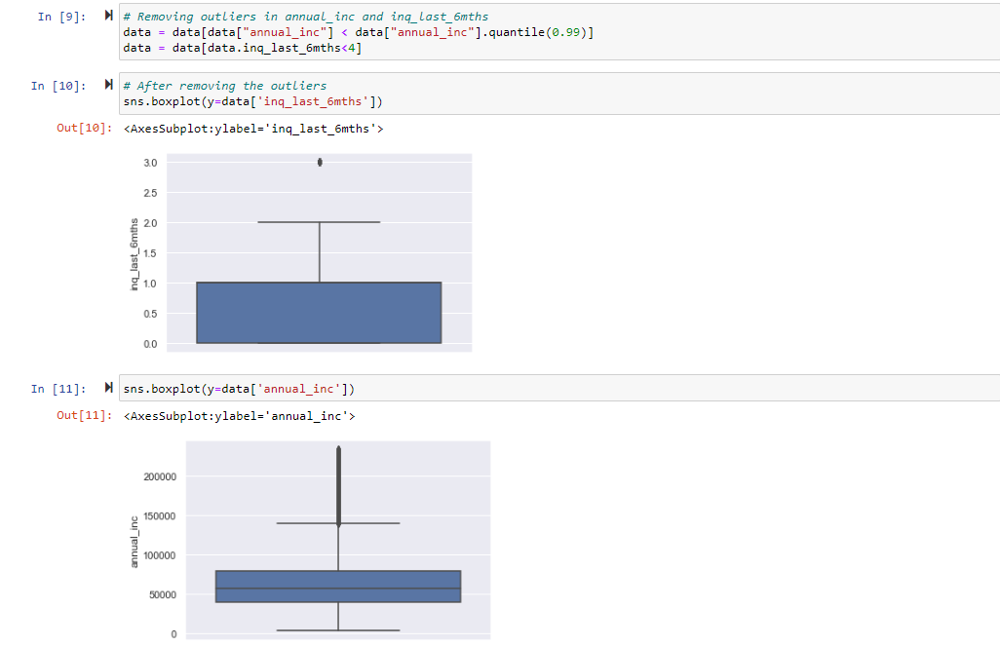 In [9]:
# Removing outliers in annual_inc and inq_last_6mths
data = data[data["annual_inc"] < data["annual_inc"].quantile(0.99)]
data = data[data.inq_last_6mths<4]
In [10]:
# After removing the outliers
sns.boxplot(y=data['inq_last_6mths'])
Out[10]: <AxesSubplot:ylabel='inq_last_6mths'>
3.0
2.5
2.0
1.5
1.0
0.5
0.0
inq_last_6mths
In [11]:
sns.boxplot(y=data['annual_inc'])
Out[11]: <AxesSubplot:ylabel='annual_inc'>
200000
150000
100000
50000
0
annual_inc